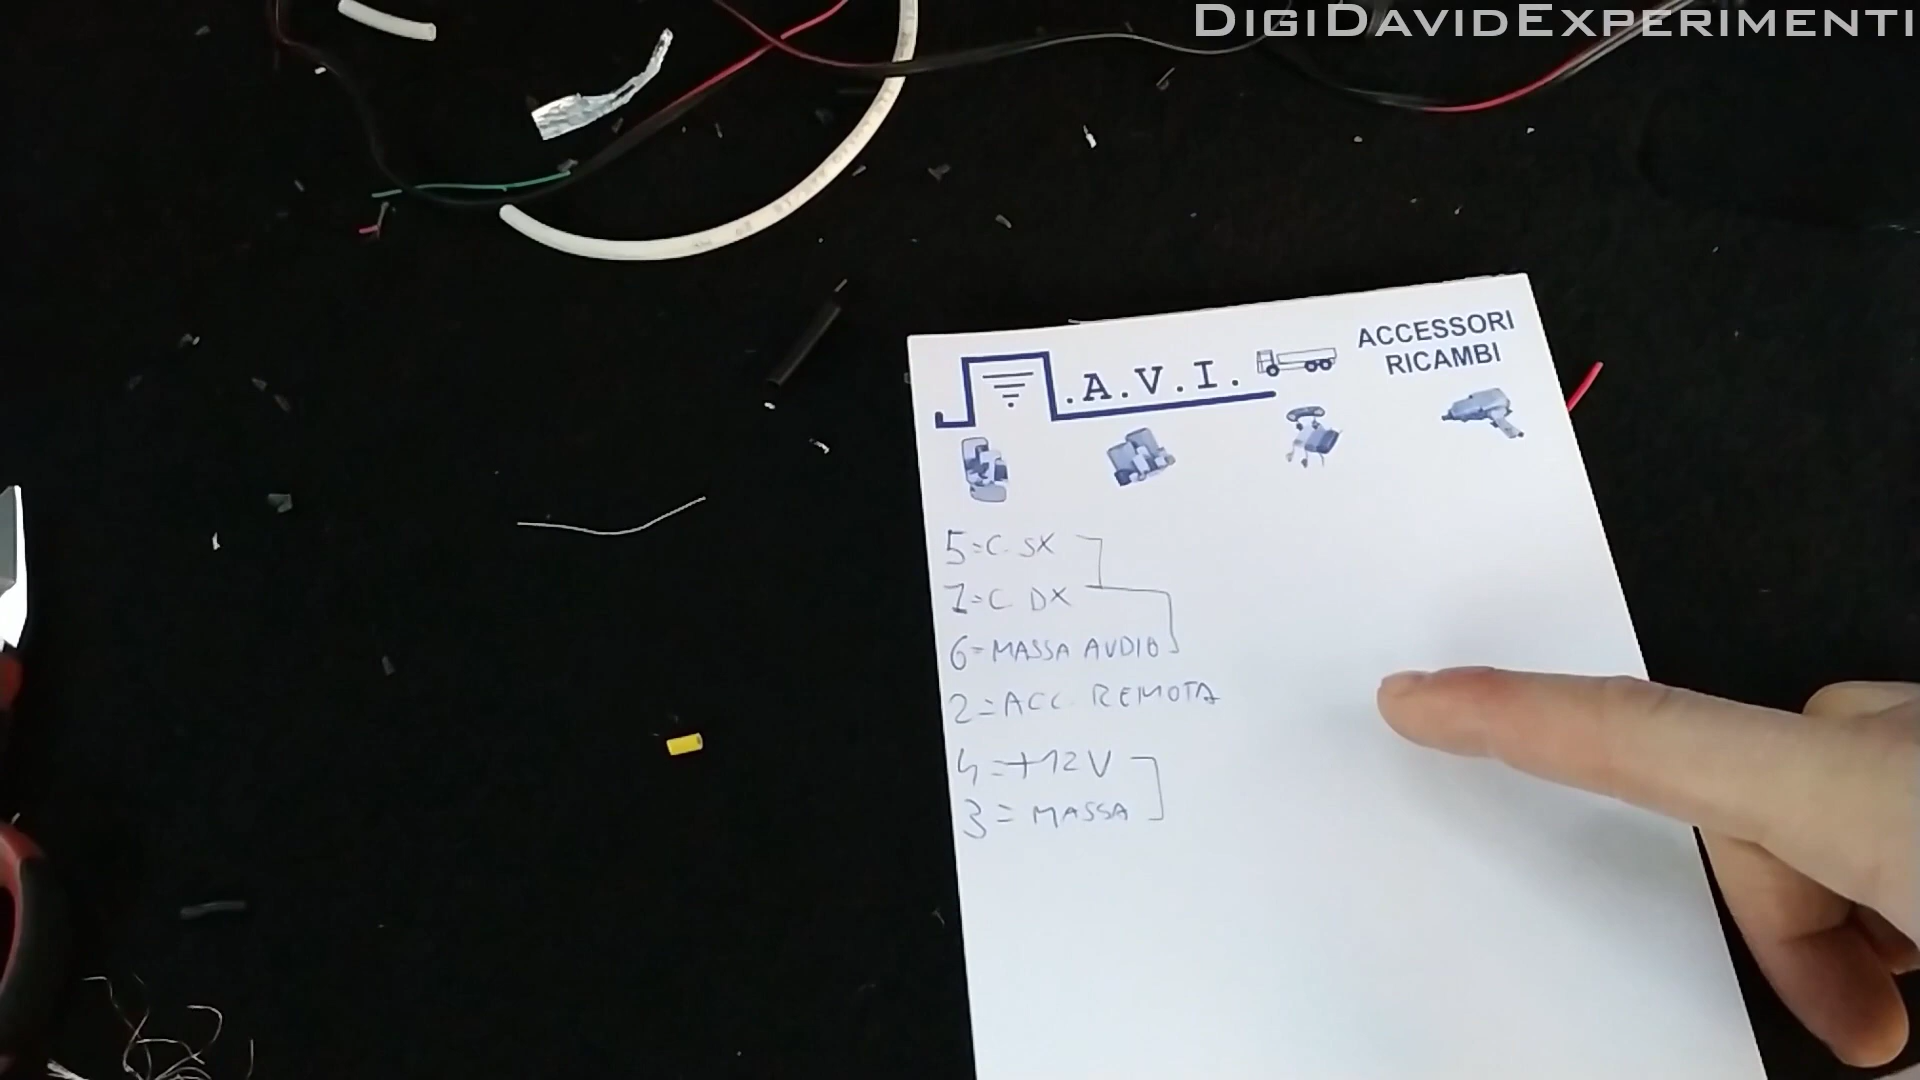 DIGIDAVIDEXPERIMENTI
.A.V.I.
ACCESSORI
RICAMBI
5=C. SX
1=C. DX
6=MASSA AUDIO
2=ACC. REMOTA
4=+12V
3=MASSA